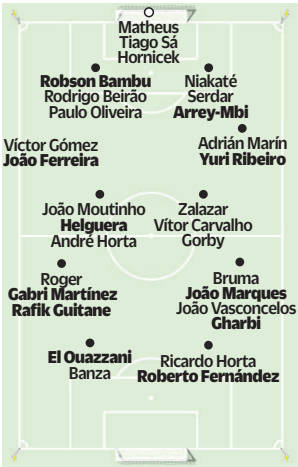 Matheus
Tiago Sá
Hornicek
Robson Bambu
Rodrigo Beirão
Paulo Oliveira
Niakaté
Serdar
Arrey-Mbi
Víctor Gómez
João Ferreira
Adrián Marín
Yuri Ribeiro
João Moutinho
Helguera
André Horta
Zalazar
Vítor Carvalho
Gorby
Roger
Gabri Martínez
Rafik Guitane
Bruma
João Marques
João Vasconcelos
Gharbi
El Ouazzani
Banza
Ricardo Horta
Roberto Fernández